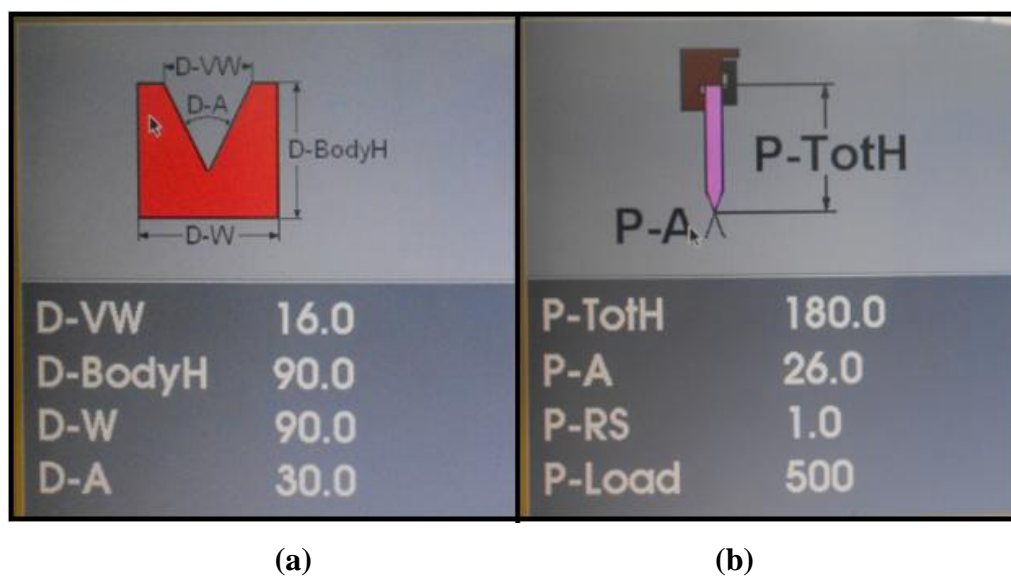 D-VW
D-A
D-BodyH
D-W
D-VW 16.0
D-BodyH 90.0
D-W 90.0
D-A 30.0
P-TotH
P-A
P-TotH 180.0
P-A 26.0
P-RS 1.0
P-Load 500
(a) (b)